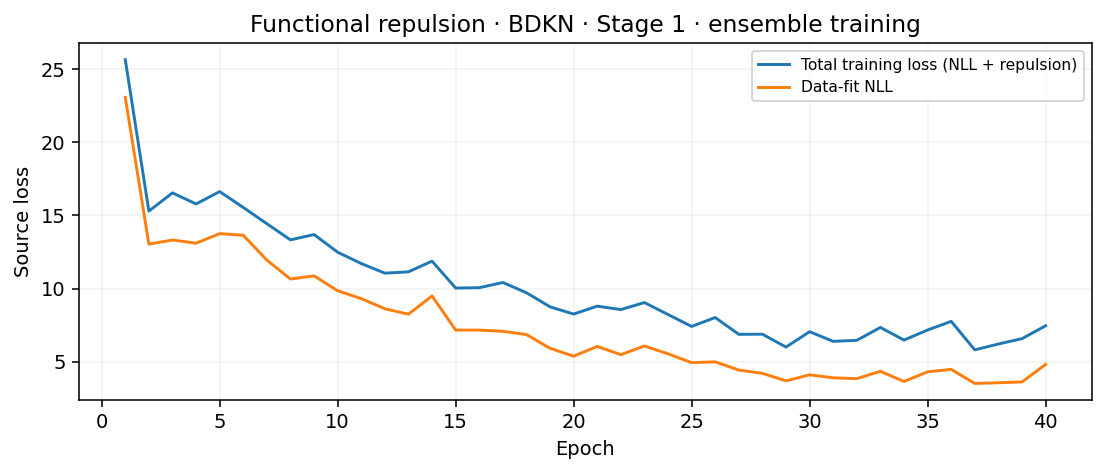 Functional repulsion · BDKN · Stage 1 · ensemble training
Total training loss (NLL + repulsion)
Data-fit NLL
Source loss
25
20
15
10
5
0 5 10 15 20 25 30 35 40
Epoch